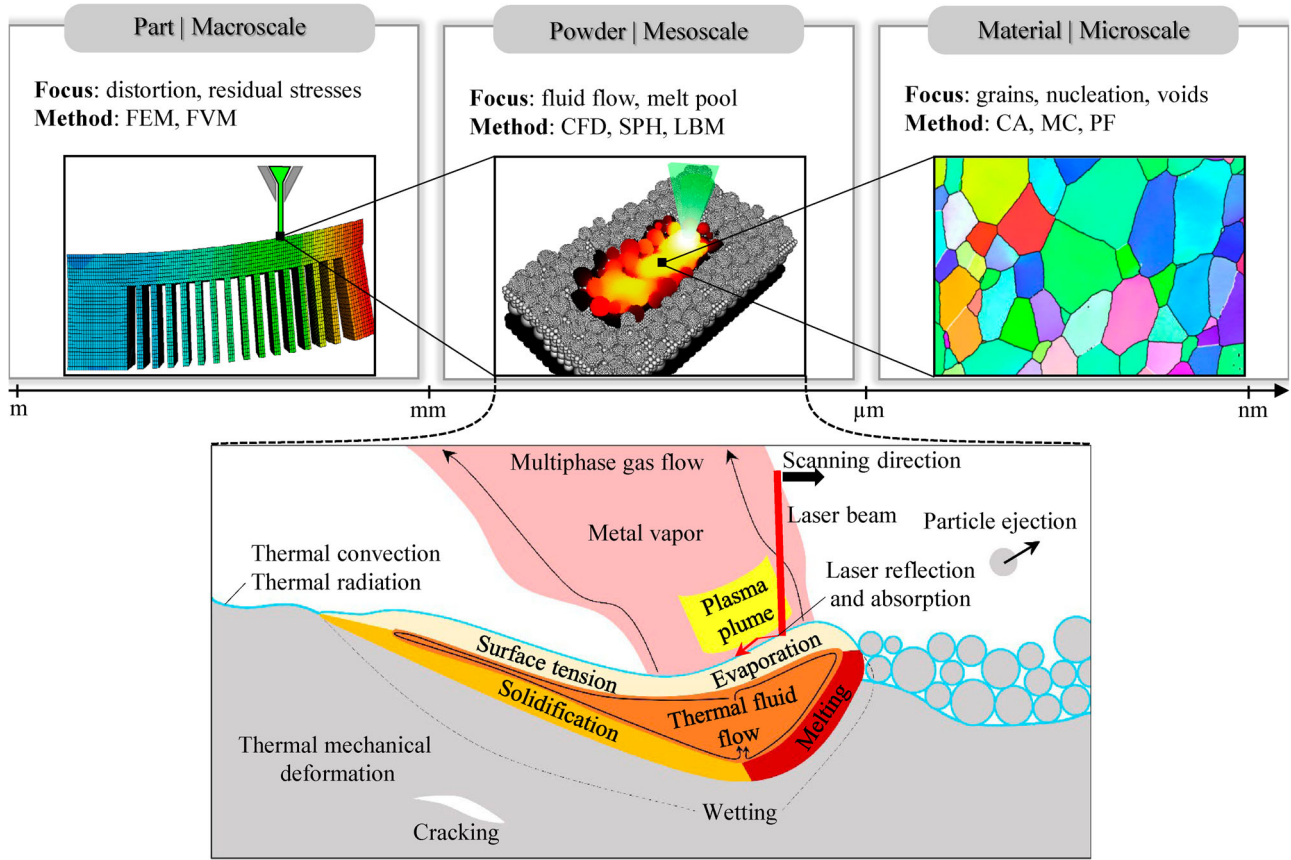 Part | Macroscale
Focus: distortion, residual stresses
Method: FEM, FVM
Powder | Mesoscale
Focus: fluid flow, melt pool
Method: CFD, SPH, LBM
Material | Microscale
Focus: grains, nucleation, voids
Method: CA, MC, PF
m
mm
µm
nm
Multiphase gas flow
Scanning direction
Metal vapor
Laser beam
Particle ejection
Thermal convection
Thermal radiation
Laser reflection
and absorption
Plasma
plume
Surface tension
Evaporation
Solidification
Thermal fluid
flow
Melting
Thermal mechanical
deformation
Wetting
Cracking